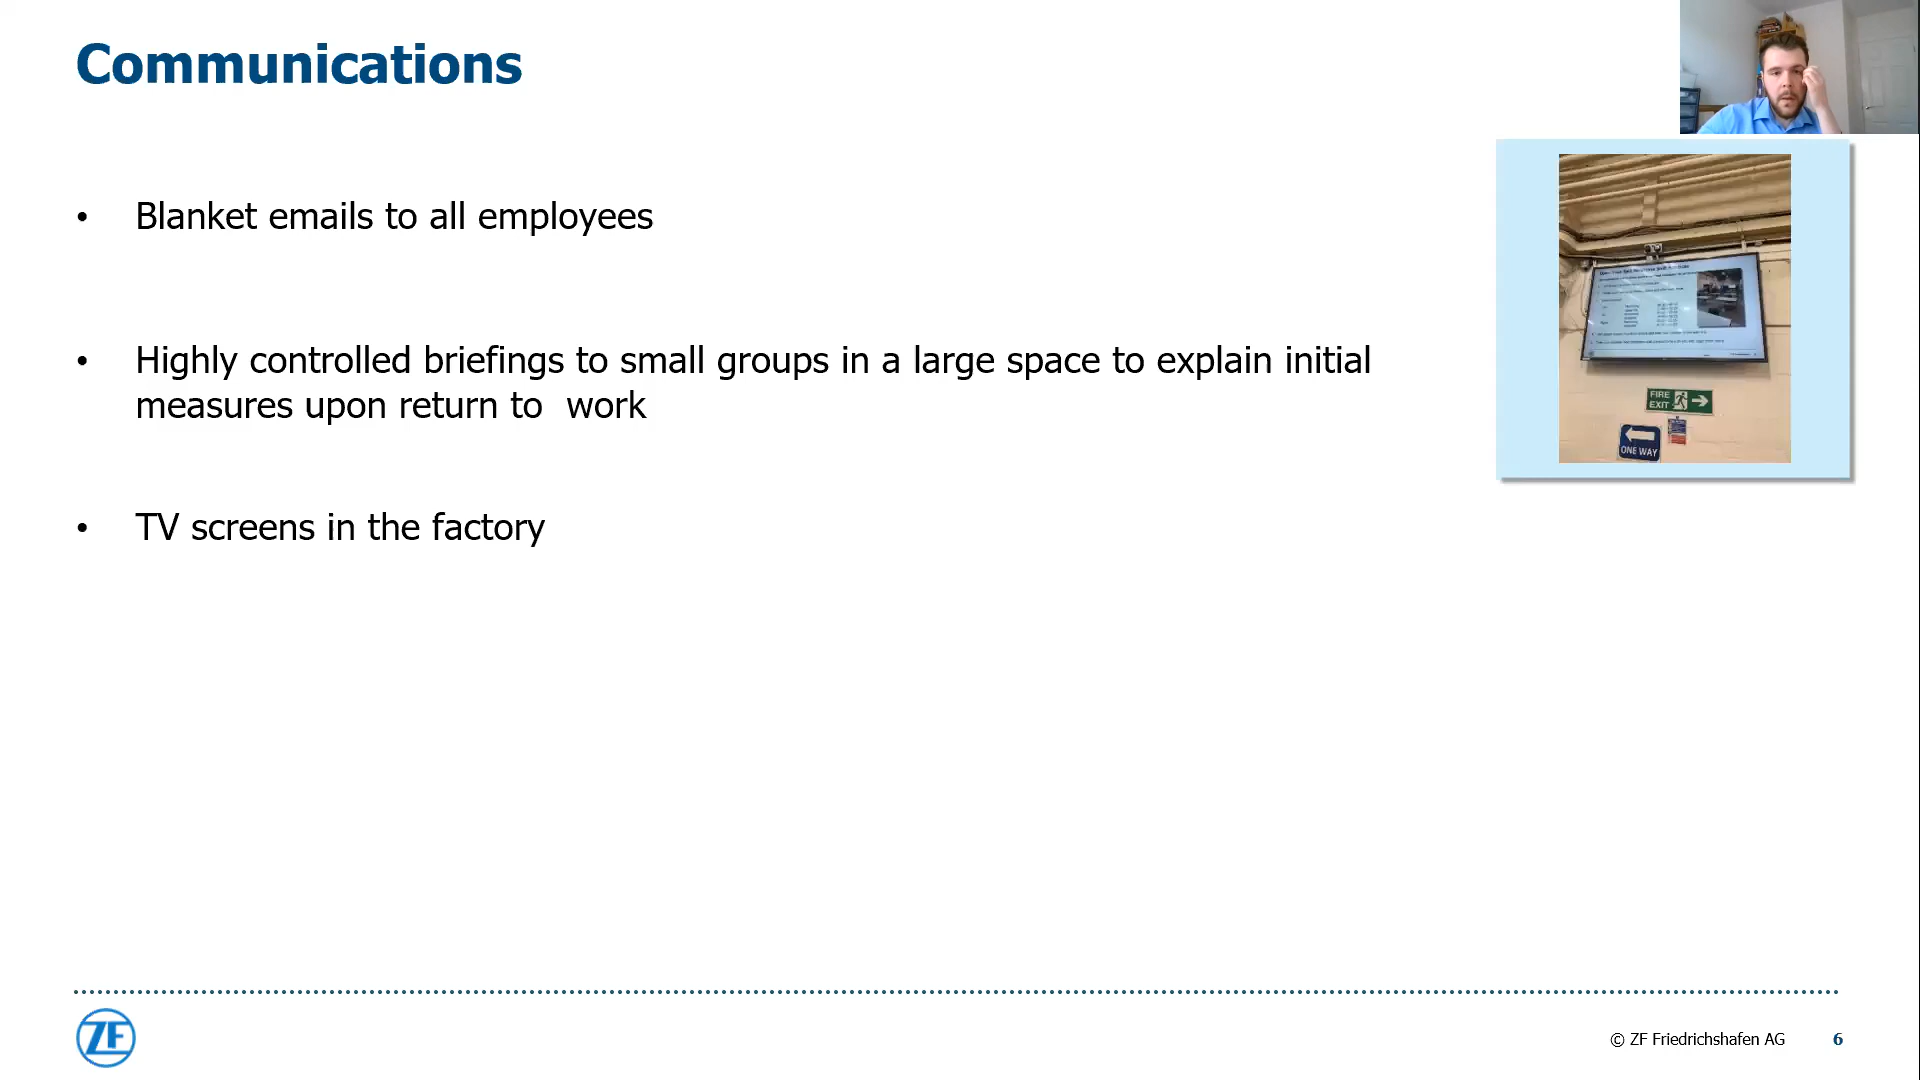 Communications
• Blanket emails to all employees
• Highly controlled briefings to small groups in a large space to explain initial
measures upon return to  work
• TV screens in the factory
FIRE
EXIT
ONE WAY
ZF
© ZF Friedrichshafen AG 6